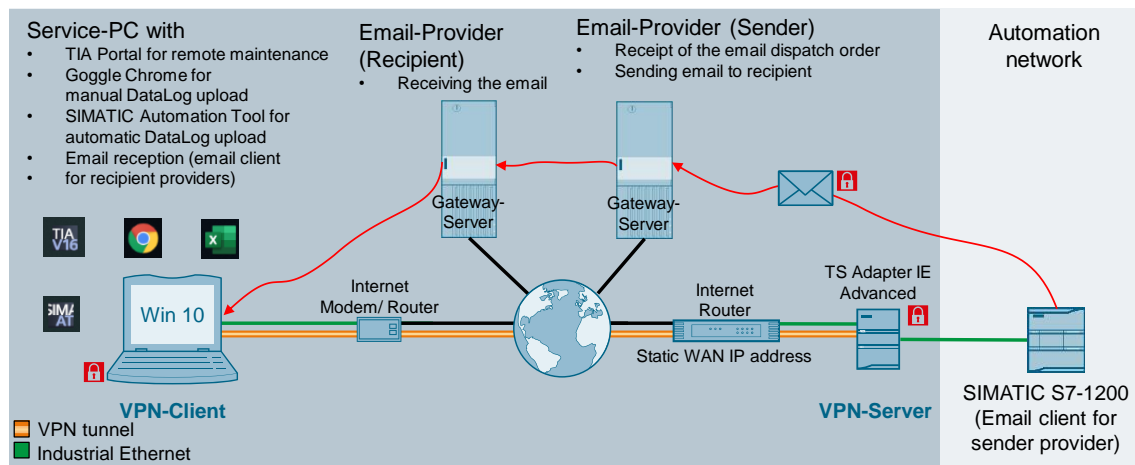 Service-PC with
• TIA Portal for remote maintenance
• Goggle Chrome for
manual DataLog upload
• SIMATIC Automation Tool for
automatic DataLog upload
• Email reception (email client
• for recipient providers)
Email-Provider
(Recipient)
• Receiving the email
Email-Provider (Sender)
• Receipt of the email dispatch order
• Sending email to recipient
Automation
network
Gateway-
Server
Gateway-
Server
TIA
V16
X
SIMA
AT
Win 10
Internet
Modem/ Router
Internet
Router
Static WAN IP address
TS Adapter IE
Advanced
VPN-Client
VPN-Server
SIMATIC S7-1200
(Email client for
sender provider)
VPN tunnel
Industrial Ethernet